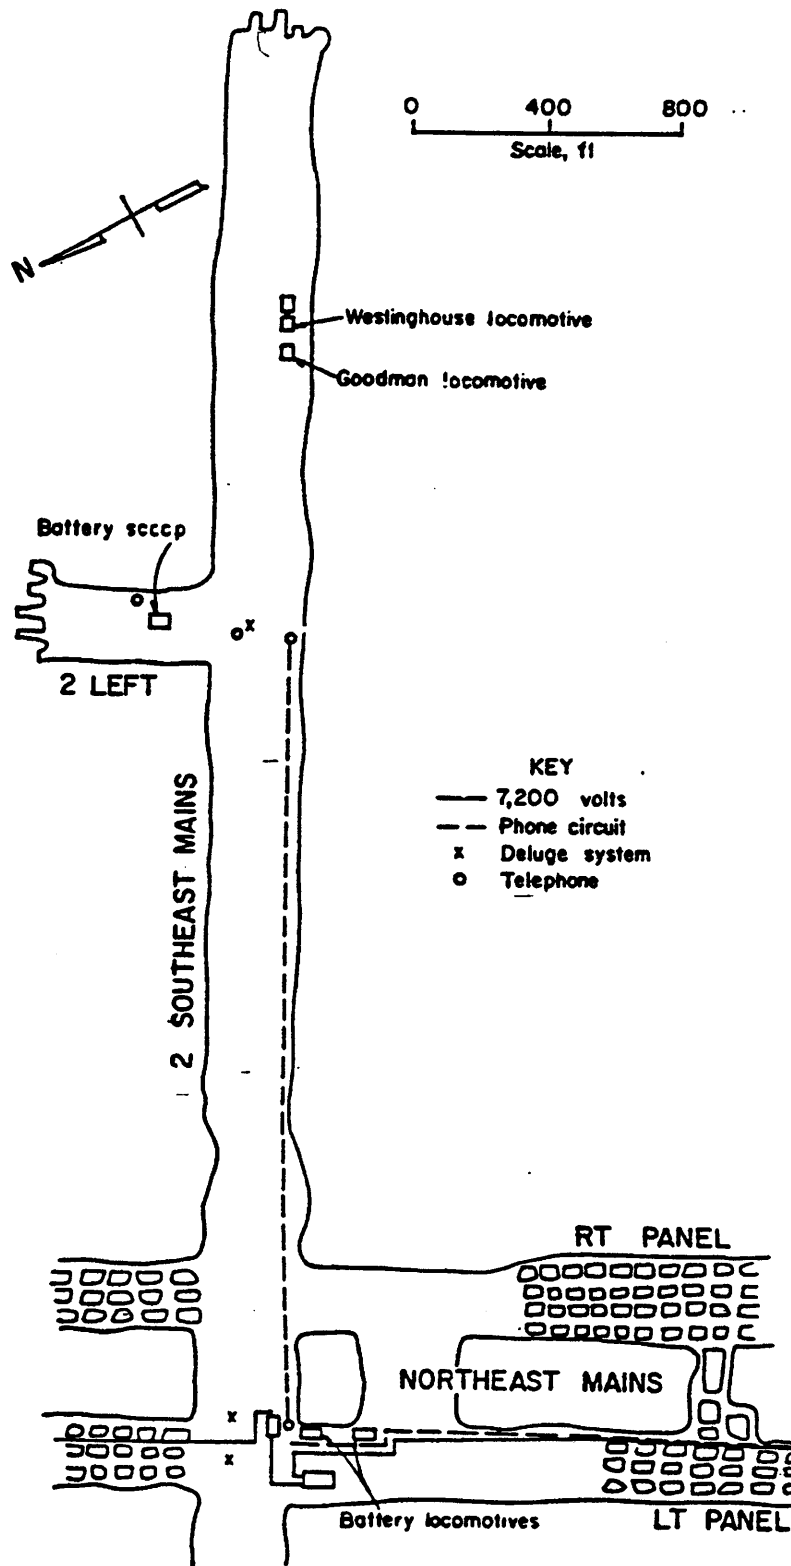 0 400 800
Scale, ft
N
Westinghouse locomotive
Goodman locomotive
Battery scccp
2 LEFT
2 SOUTHEAST MAINS
KEY
7,200 volts
Phone circuit
x Deluge system
o Telephone
RT PANEL
NORTHEAST MAINS
Battery locomotives
LT PANEL